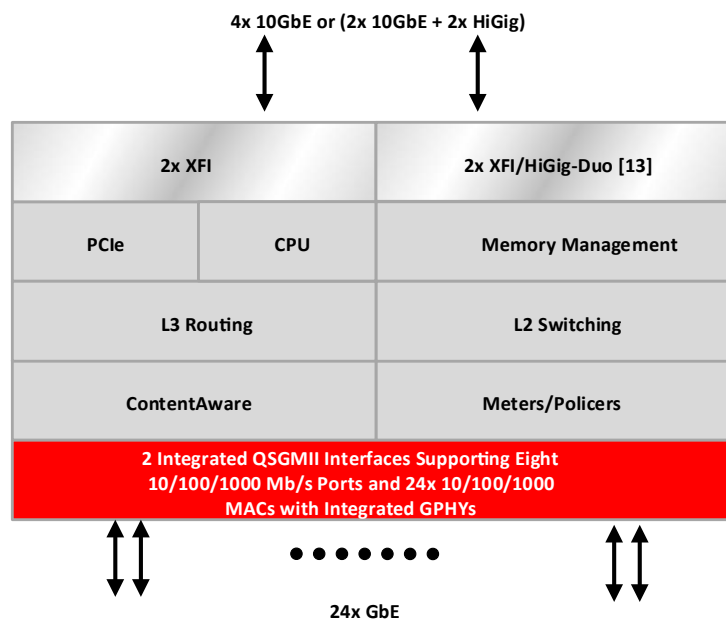 4x 10GbE or (2x 10GbE + 2x HiGig)
2x XFI
2x XFI/HiGig-Duo [13]
PCIe
CPU
Memory Management
L3 Routing
L2 Switching
ContentAware
Meters/Policers
2 Integrated QSGMII Interfaces Supporting Eight
10/100/1000 Mb/s Ports and 24x 10/100/1000
MACs with Integrated GPHYs
24x GbE